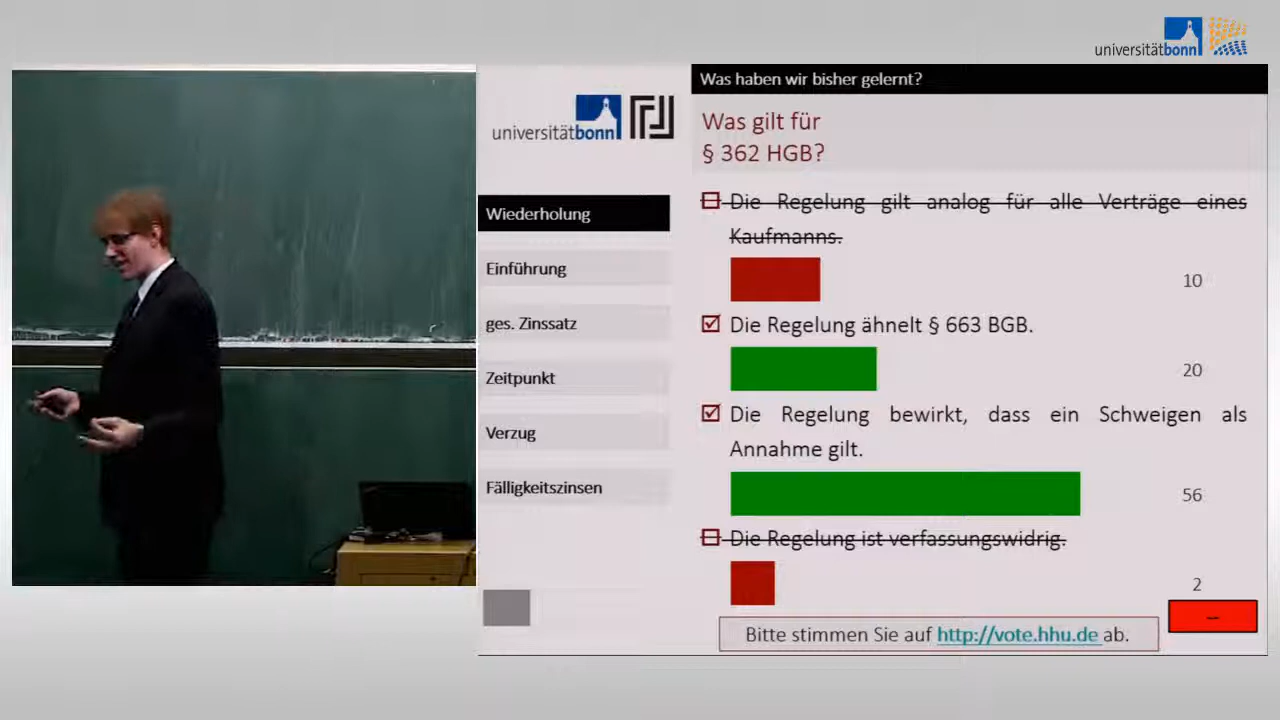 universitätbonn
Was haben wir bisher gelernt?
universitätbonn
Was gilt für
§ 362 HGB?
Wiederholung
Einführung
ges. Zinssatz
Zeitpunkt
Verzug
Fälligkeitszinsen
Die Regelung gilt analog für alle Verträge eines
Kaufmanns.
10
Die Regelung ähnelt § 663 BGB.
20
Die Regelung bewirkt, dass ein Schweigen als
Annahme gilt.
56
Die Regelung ist verfassungswidrig.
2
--
Bitte stimmen Sie auf http://vote.hhu.de ab.